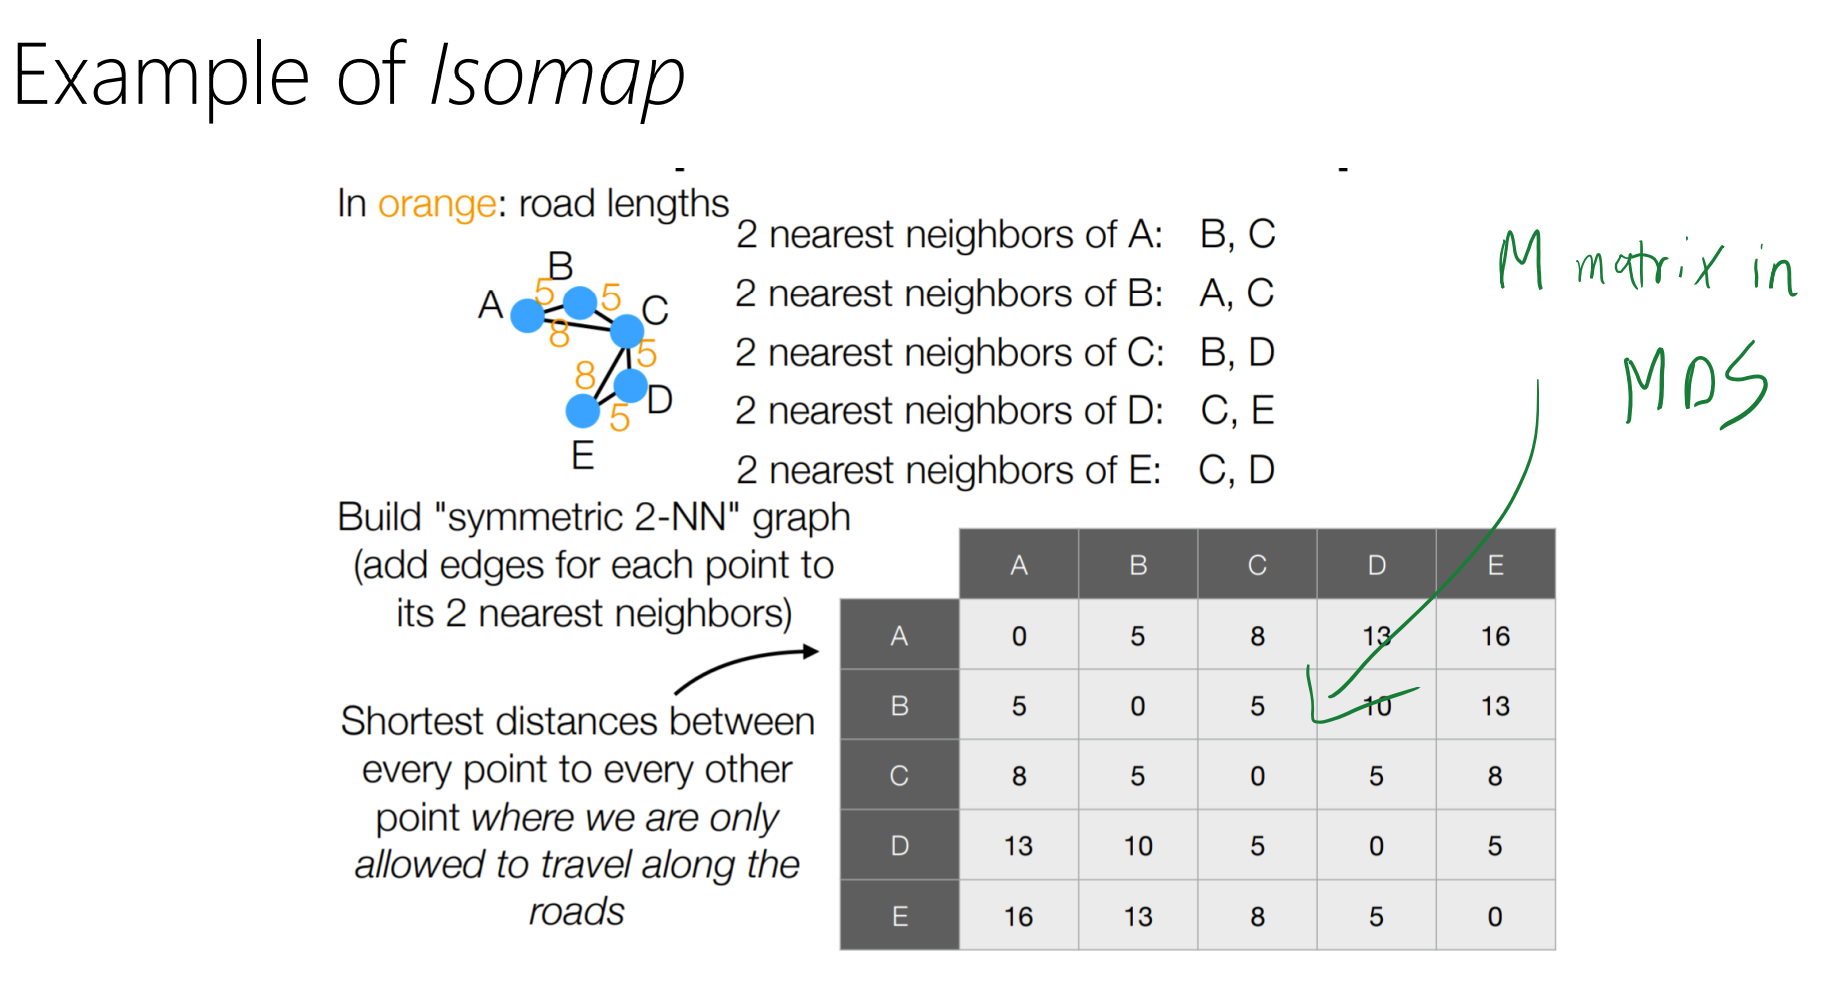 Example of Isomap
In orange: road lengths
2 nearest neighbors of A: B, C
2 nearest neighbors of B: A, C
2 nearest neighbors of C: B, D
2 nearest neighbors of D: C, E
2 nearest neighbors of E: C, D
B
A 5 5 C
8 5
8 D
5
E
M matrix in
MDS
Build "symmetric 2-NN" graph
(add edges for each point to
its 2 nearest neighbors)
Shortest distances between
every point to every other
point where we are only
allowed to travel along the
roads
A B C D E
A 0 5 8 13 16
B 5 0 5 10 13
C 8 5 0 5 8
D 13 10 5 0 5
E 16 13 8 5 0